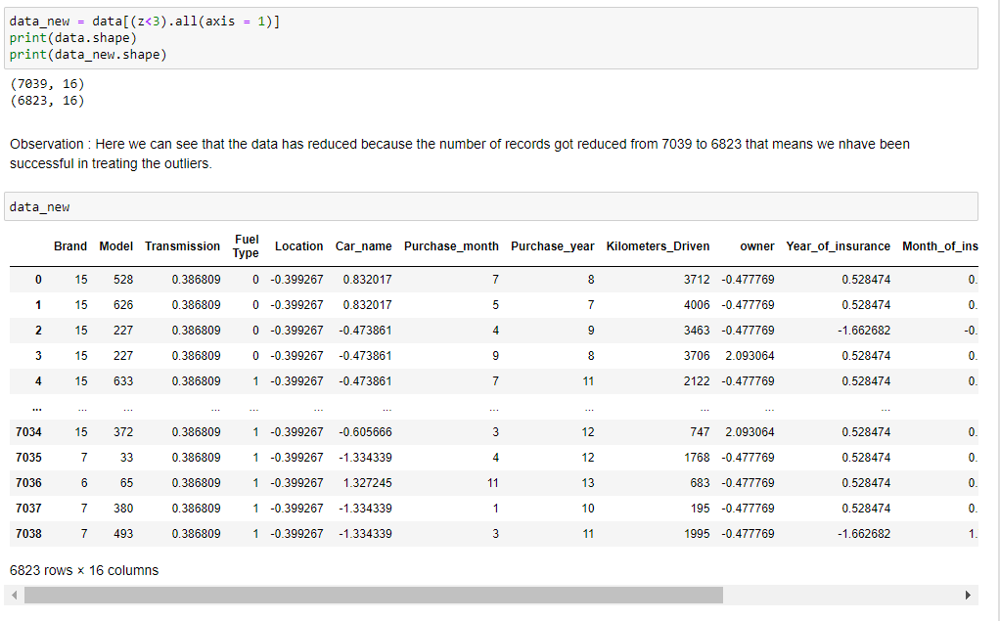 data_new = data[(z<3).all(axis = 1)]
print(data.shape)
print(data_new.shape)
(7039, 16)
(6823, 16)
Observation : Here we can see that the data has reduced because the number of records got reduced from 7039 to 6823 that means we nhave been
successful in treating the outliers.
data_new
Brand Model Transmission Fuel Type Location Car_name Purchase_month Purchase_year Kilometers_Driven owner Year_of_insurance Month_of_ins
0 15 528 0.386809 0 -0.399267 0.832017 7 8 3712 -0.477769 0.528474 0.
1 15 626 0.386809 0 -0.399267 0.832017 5 7 4006 -0.477769 0.528474 0.
2 15 227 0.386809 0 -0.399267 -0.473861 4 9 3463 -0.477769 -1.662682 -0.
3 15 227 0.386809 0 -0.399267 -0.473861 9 8 3706 2.093064 0.528474 0.
4 15 633 0.386809 1 -0.399267 -0.473861 7 11 2122 -0.477769 0.528474 0.
... ... ... ... ... ... ... ... ... ... ... ...
7034 15 372 0.386809 1 -0.399267 -0.605666 3 12 747 2.093064 0.528474 0.
7035 7 33 0.386809 1 -0.399267 -1.334339 4 12 1768 -0.477769 0.528474 0.
7036 6 65 0.386809 1 -0.399267 1.327245 11 13 683 -0.477769 0.528474 0.
7037 7 380 0.386809 1 -0.399267 -1.334339 1 10 195 -0.477769 0.528474 0.
7038 7 493 0.386809 1 -0.399267 -1.334339 3 11 1995 -0.477769 -1.662682 1.
6823 rows × 16 columns